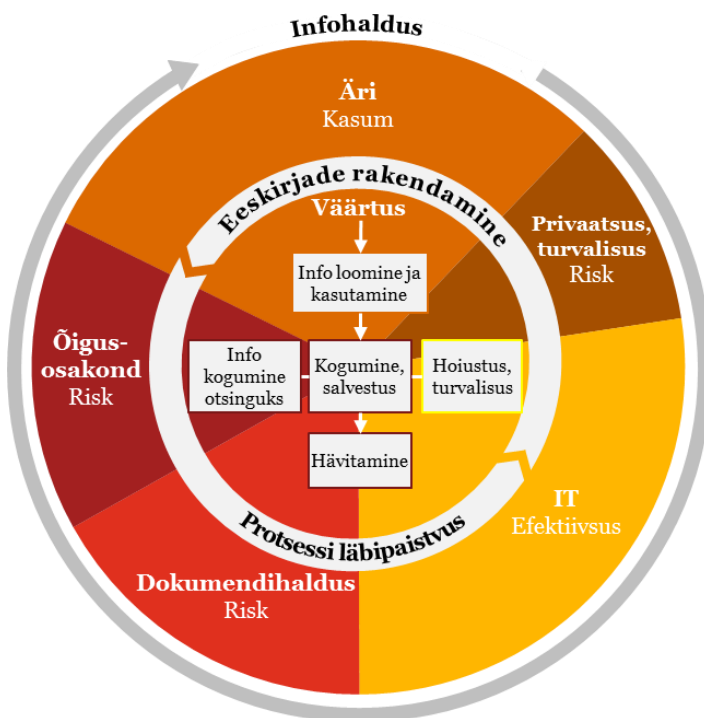 Infohaldus
Äri
Kasum
Eeskirjade rakendamine
Väärtus
Privaatsus,
turvalisus
Risk
Info loomine ja
kasutamine
Õigus-
osakond
Risk
Info
kogumine
otsinguks
Kogumine,
salvestus
Hoiustus,
turvalisus
Hävitamine
IT
Efektiivsus
Protsessi läbipaistvus
Dokumendihaldus
Risk